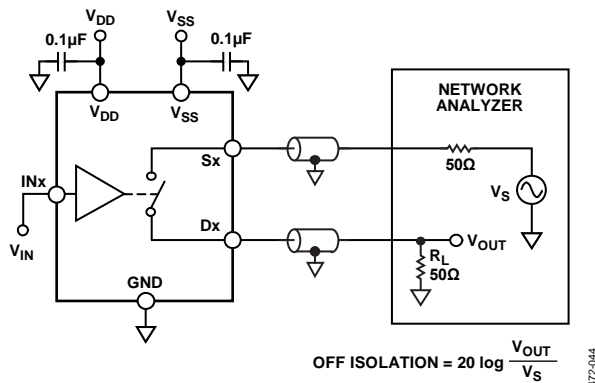 VDD
VSS
0.1µF
0.1µF
VDD
VSS
NETWORK
ANALYZER
INx
Sx
50Ω
VS
Dx
VOUT
VIN
RL
50Ω
GND
OFF ISOLATION = 20 log VOUT
VS